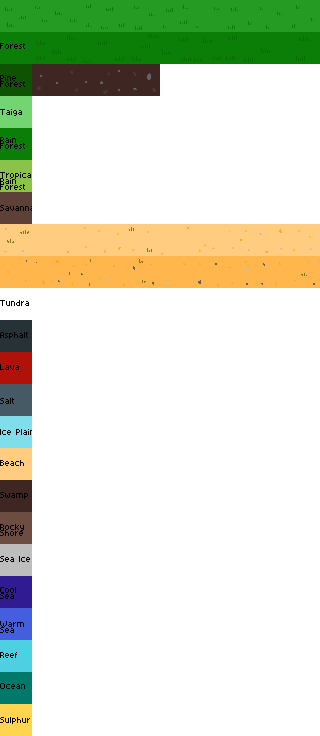 Forest
Pine
Forest
Taiga
Rain
Forest
Tropica
Rain
Forest
Savanna
Tundra
Asphalt
Lava
Salt
Ice Plain
Beach
Swamp
Rocky
Shore
Sea Ice
Cool
Sea
Warm
Sea
Reef
Ocean
Sulphur